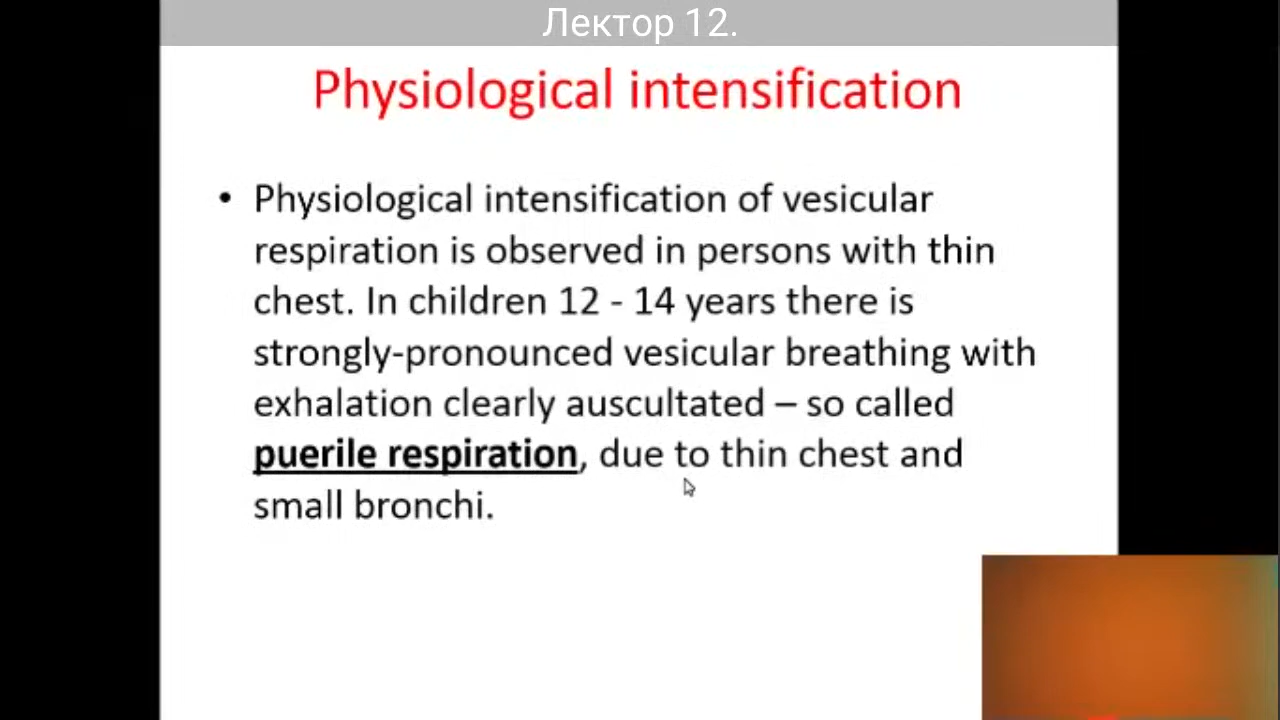 Лектор 12.
Physiological intensification
• Physiological intensification of vesicular
respiration is observed in persons with thin
chest. In children 12 - 14 years there is
strongly-pronounced vesicular breathing with
exhalation clearly auscultated – so called
puerile respiration, due to thin chest and
small bronchi.